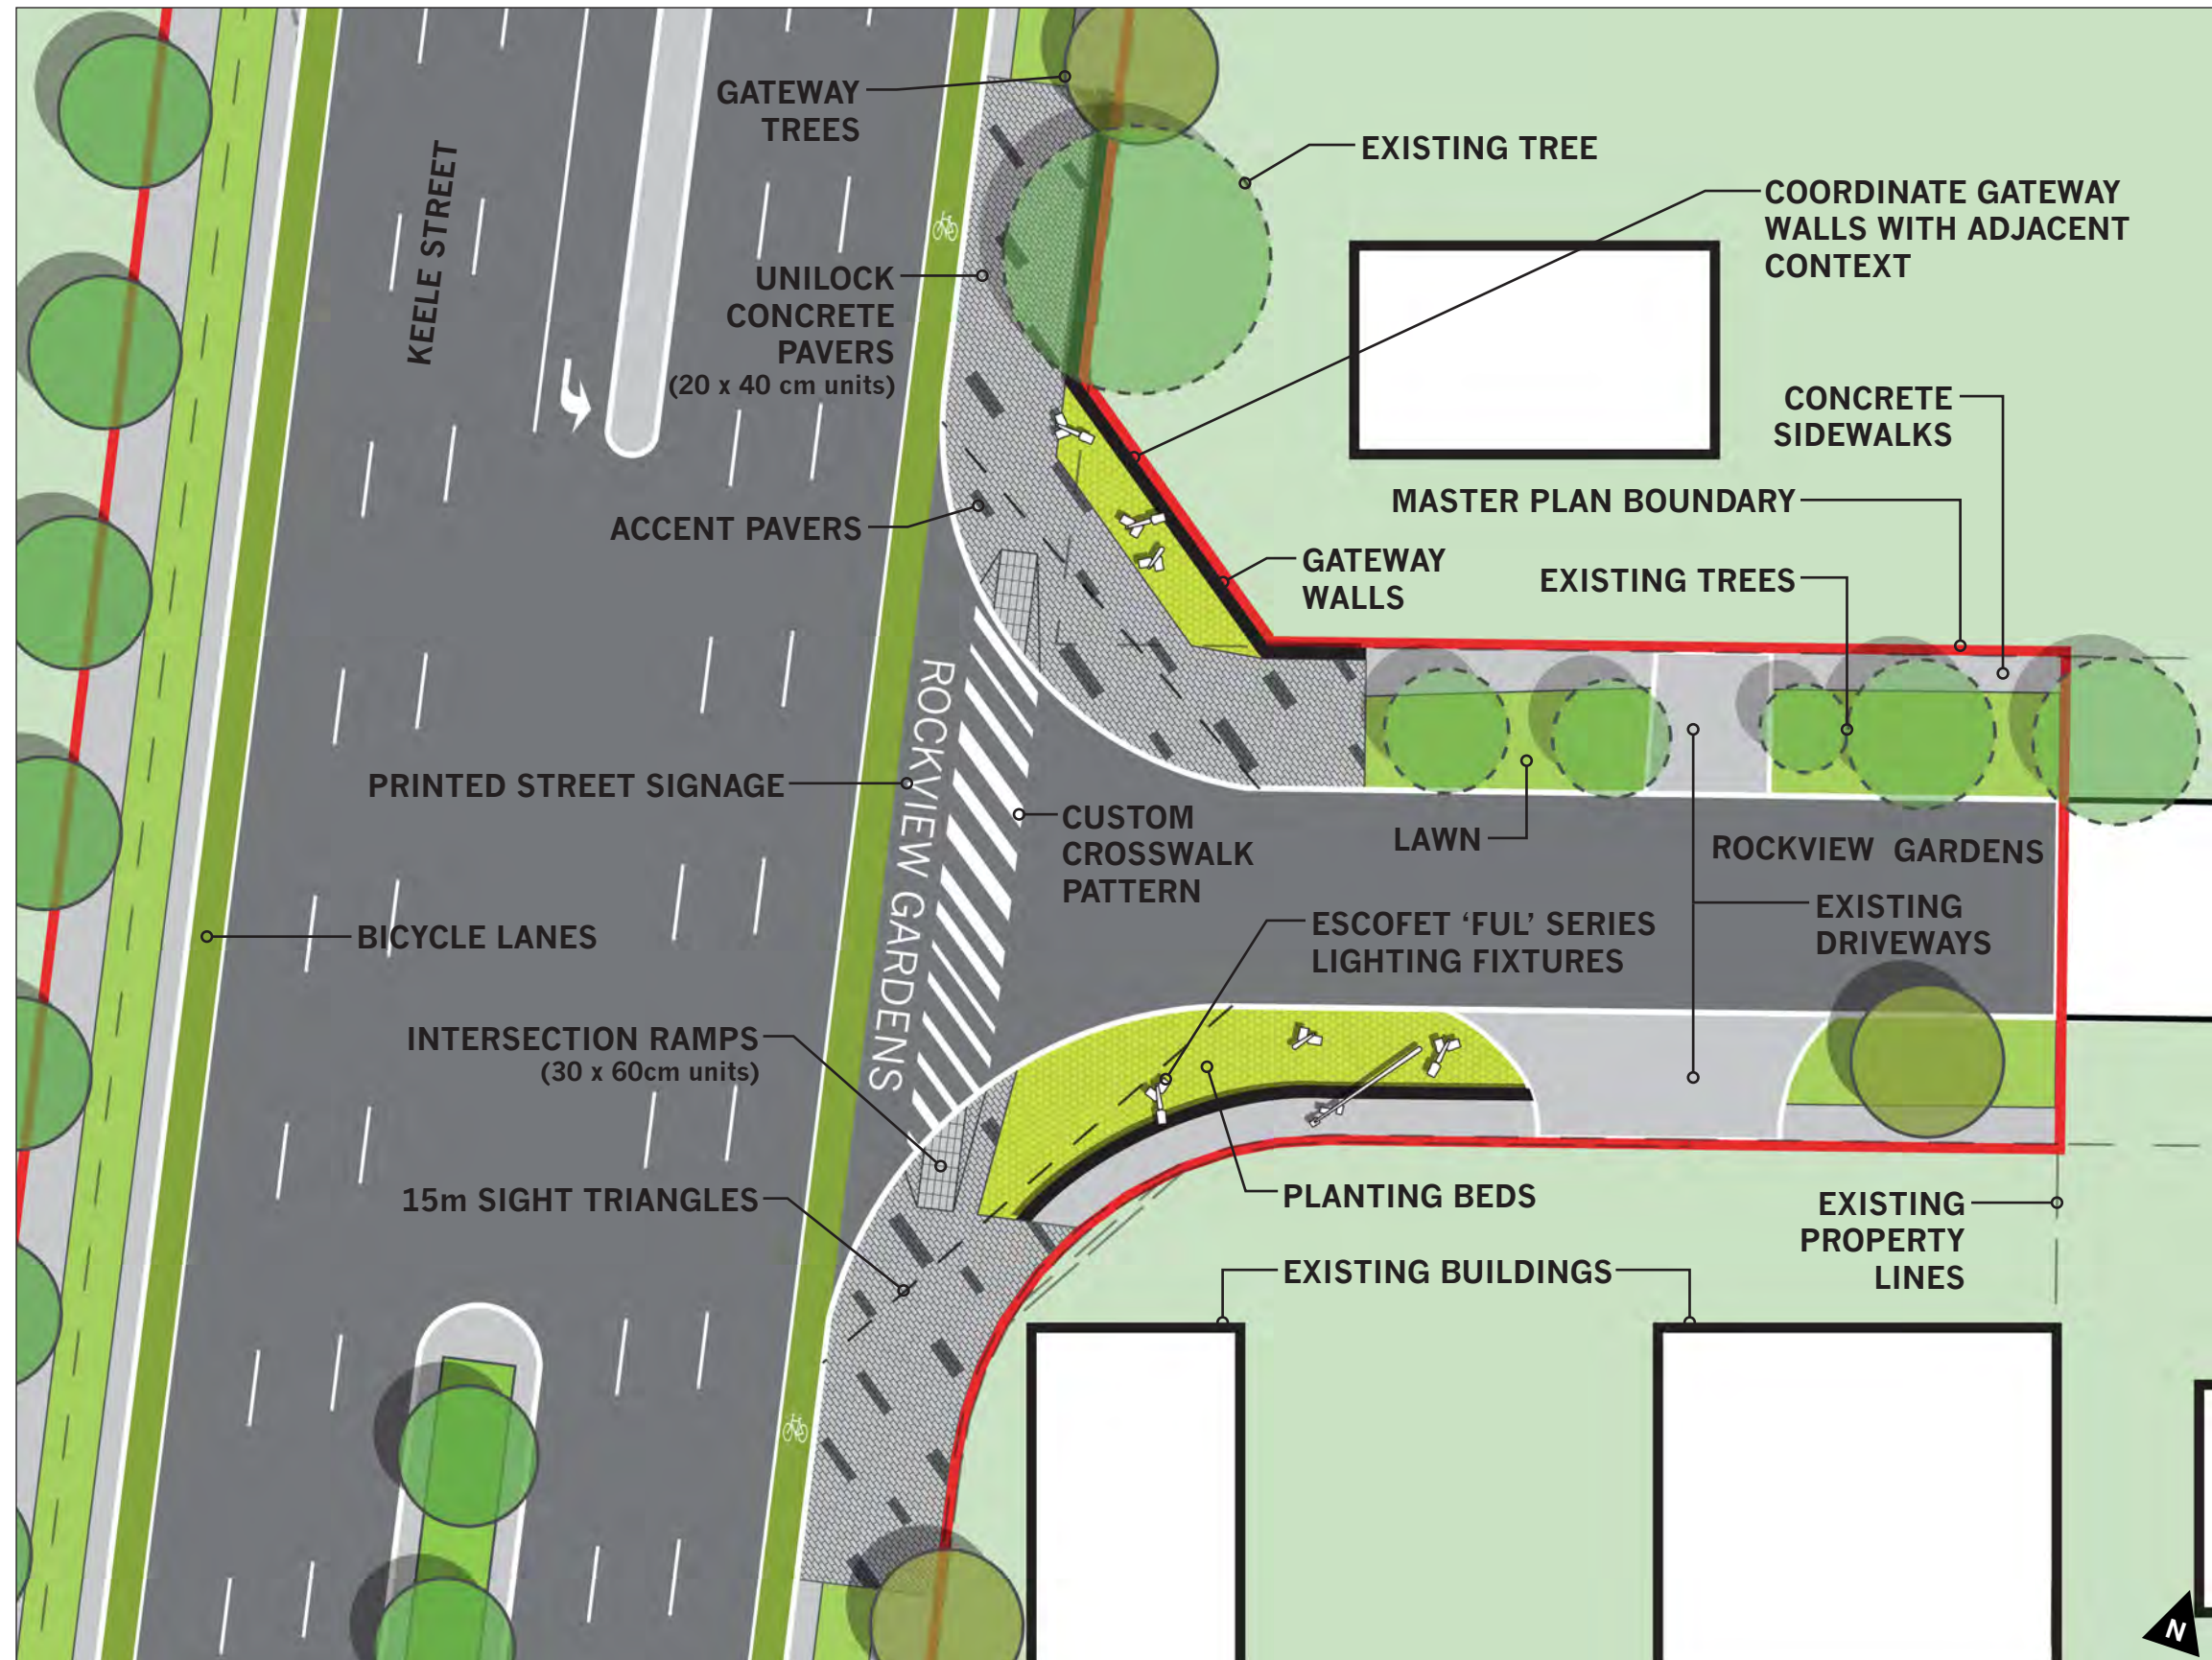 GATEWAY
TREES
EXISTING TREE
COORDINATE GATEWAY
WALLS WITH ADJACENT
CONTEXT
KEELE STREET
UNILOCK
CONCRETE
PAVERS
(20 x 40 cm units)
CONCRETE
SIDEWALKS
MASTER PLAN BOUNDARY
ACCENT PAVERS
GATEWAY
WALLS
EXISTING TREES
ROCKVIEW GARDENS
PRINTED STREET SIGNAGE
CUSTOM
CROSSWALK
PATTERN
LAWN
ROCKVIEW GARDENS
EXISTING
DRIVEWAYS
BICYCLE LANES
ESCOFET ‘FUL’ SERIES
LIGHTING FIXTURES
INTERSECTION RAMPS
(30 x 60cm units)
15m SIGHT TRIANGLES
PLANTING BEDS
EXISTING
PROPERTY
LINES
EXISTING BUILDINGS
N